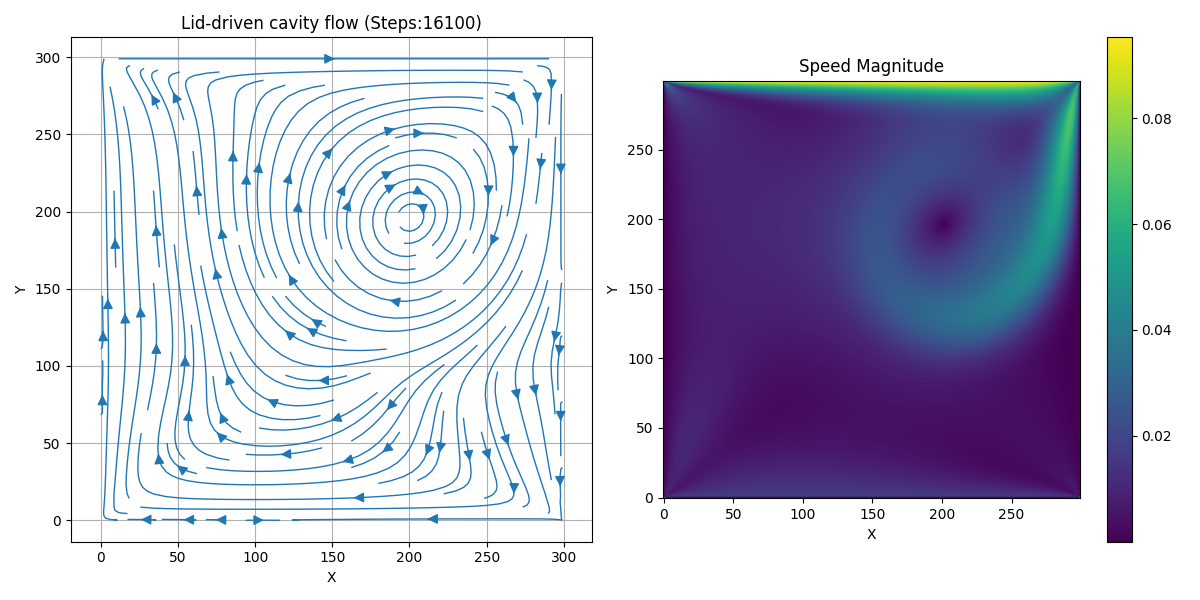 Lid-driven cavity flow (Steps:16100)
300
250
200
150
100
50
0
Y
0 50 100 150 200 250 300
X
Speed Magnitude
250
200
150
100
50
0
Y
0 50 100 150 200 250
X
0.08
0.06
0.04
0.02